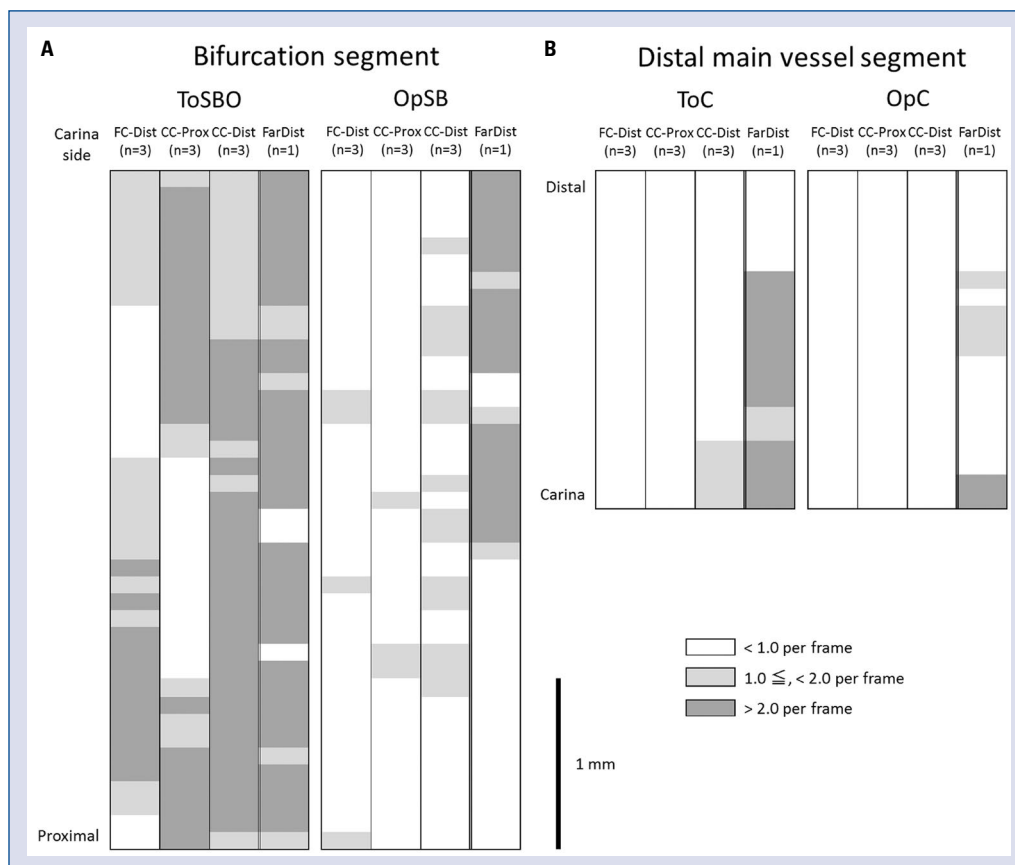 A
Bifurcation segment
ToSBO OpSB
Carina side
FC-Dist (n=3) CC-Prox (n=3) CC-Dist (n=3) FarDist (n=1)
FC-Dist (n=3) CC-Prox (n=3) CC-Dist (n=3) FarDist (n=1)
Proximal
B
Distal main vessel segment
ToC OpC
FC-Dist (n=3) CC-Prox (n=3) CC-Dist (n=3) FarDist (n=1)
FC-Dist (n=3) CC-Prox (n=3) CC-Dist (n=3) FarDist (n=1)
Distal
Carina
< 1.0 per frame
1.0 ≦, < 2.0 per frame
> 2.0 per frame
1 mm